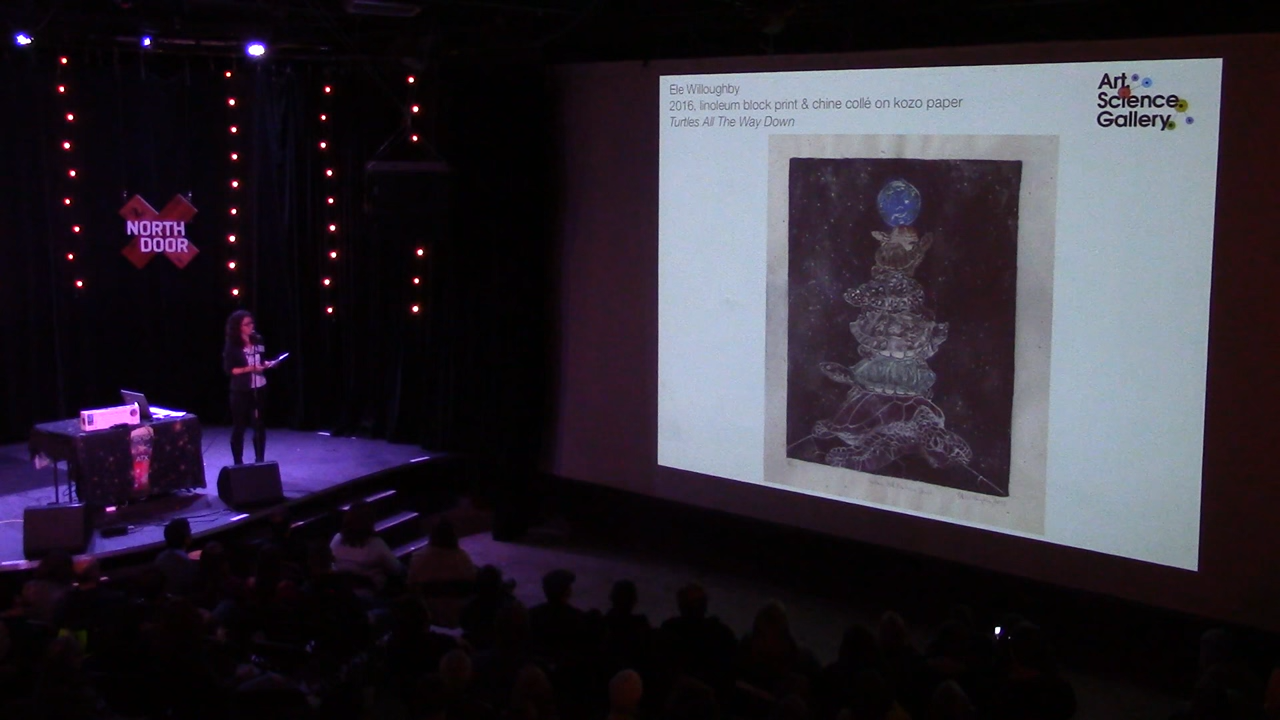 Ele Willoughby
2016, linoleum block print & chine collé on kozo paper
Turtles All The Way Down
Art.
Science
Gallery.
NORTH
DOOR